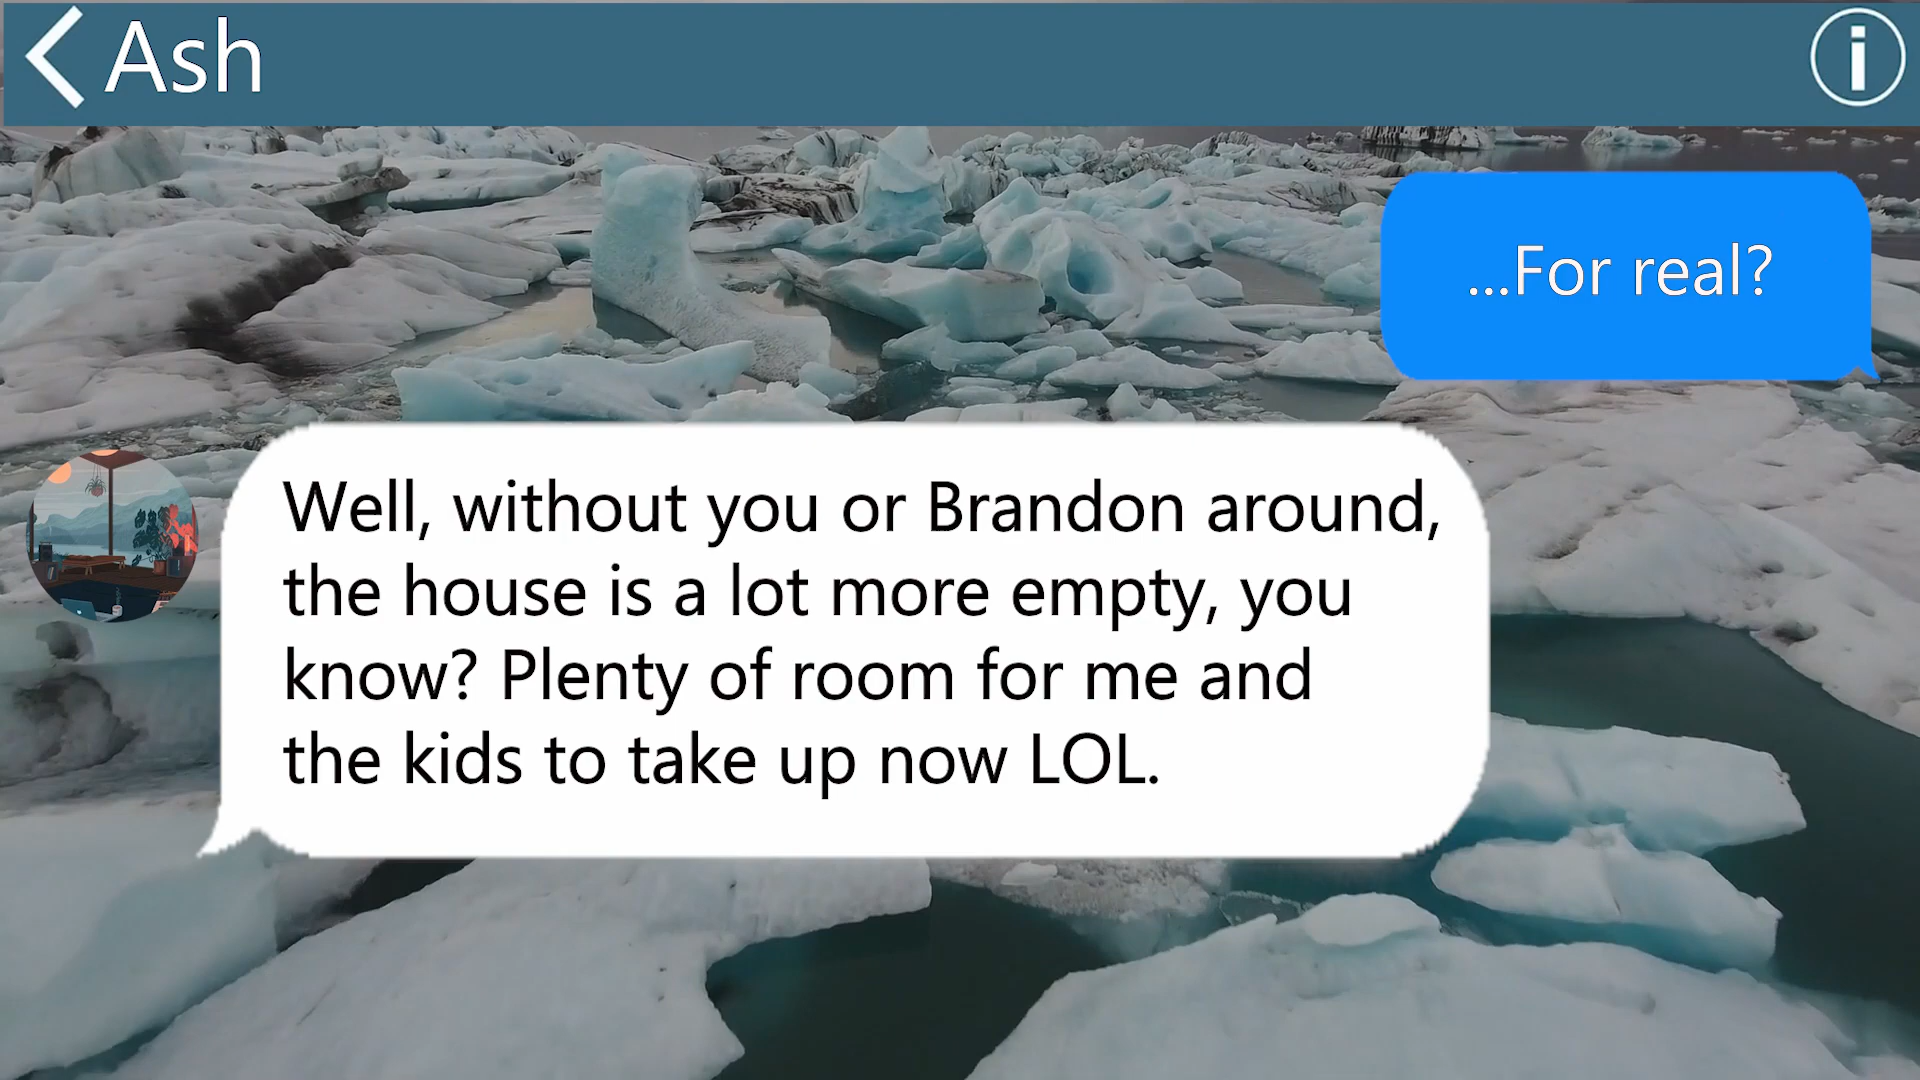 Ash
...For real?
Well, without you or Brandon around,
the house is a lot more empty, you
know? Plenty of room for me and
the kids to take up now LOL.